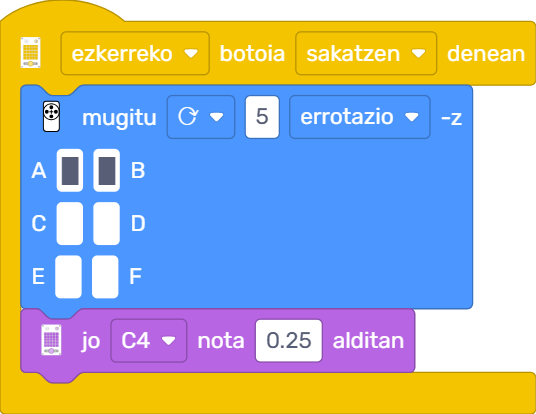 ezkerreko botoia sakatzen denean
mugitu 5 errotazio -z
A B
C D
E F
jo C4 nota 0.25 alditan